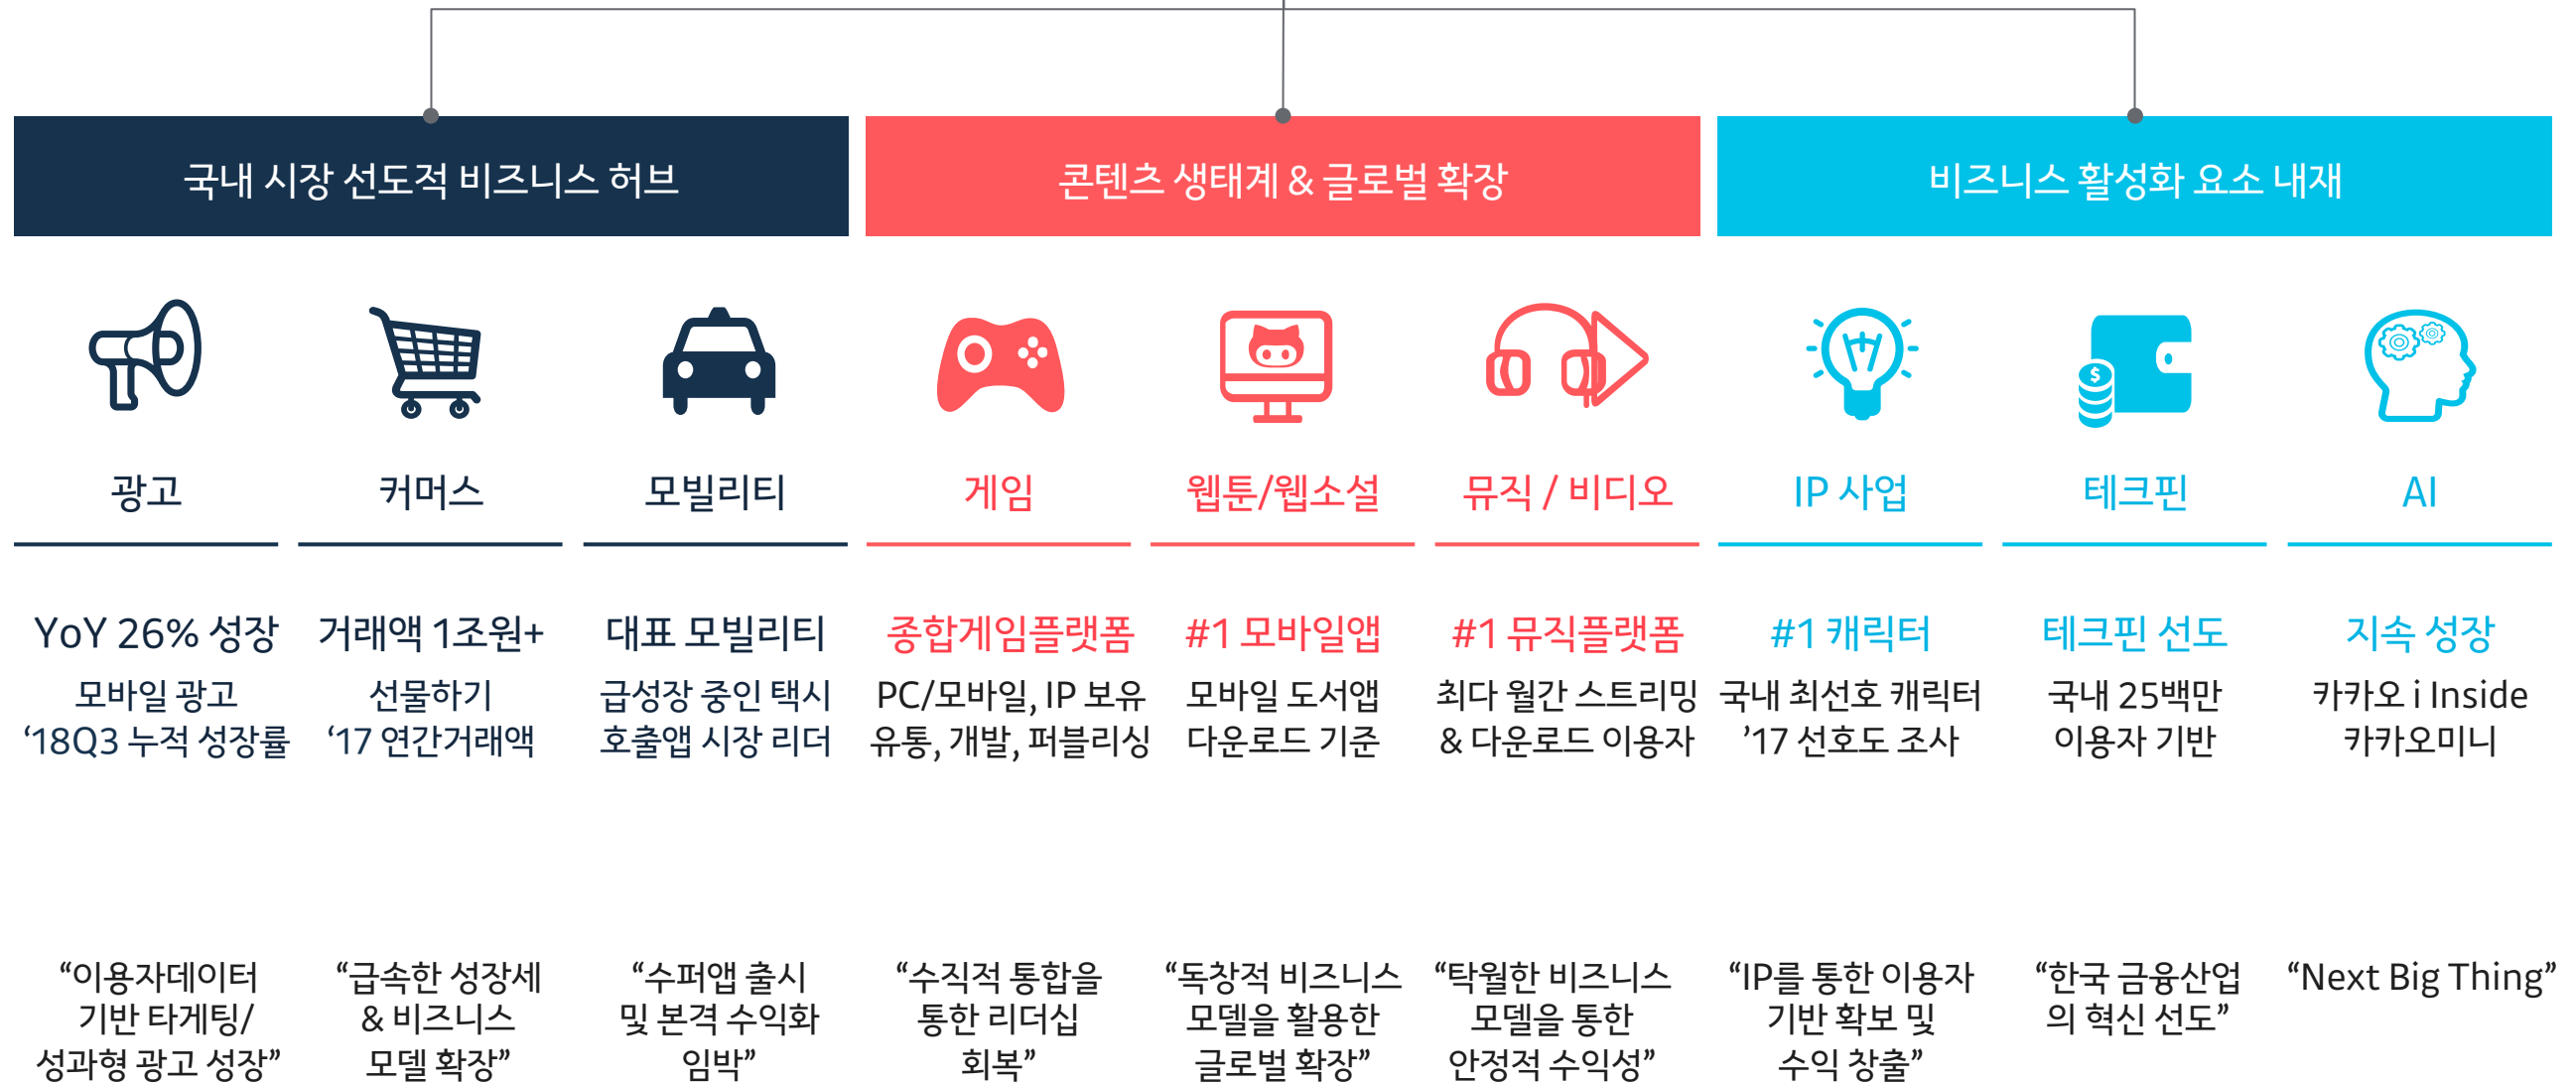 국내 시장 선도적 비즈니스 허브
콘텐츠 생태계 & 글로벌 확장
비즈니스 활성화 요소 내재
광고
커머스
모빌리티
게임
웹툰/웹소설
뮤직 / 비디오
IP 사업
테크핀
AI
YoY 26% 성장
모바일 광고
‘18Q3 누적 성장률
거래액 1조원+
선물하기
‘17 연간거래액
대표 모빌리티
급성장 중인 택시
호출앱 시장 리더
종합게임플랫폼
PC/모바일, IP 보유
유통, 개발, 퍼블리싱
#1 모바일앱
모바일 도서앱
다운로드 기준
#1 뮤직플랫폼
최다 월간 스트리밍
& 다운로드 이용자
#1 캐릭터
국내 최선호 캐릭터
’17 선호도 조사
테크핀 선도
국내 25백만
이용자 기반
지속 성장
카카오 i Inside
카카오미니
“이용자데이터
기반 타게팅/
성과형 광고 성장”
“급속한 성장세
& 비즈니스
모델 확장”
“수퍼앱 출시
및 본격 수익화
임박”
“수직적 통합을
통한 리더십
회복”
“독창적 비즈니스
모델을 활용한
글로벌 확장”
“탁월한 비즈니스
모델을 통한
안정적 수익성”
“IP를 통한 이용자
기반 확보 및
수익 창출”
“한국 금융산업
의 혁신 선도”
“Next Big Thing”